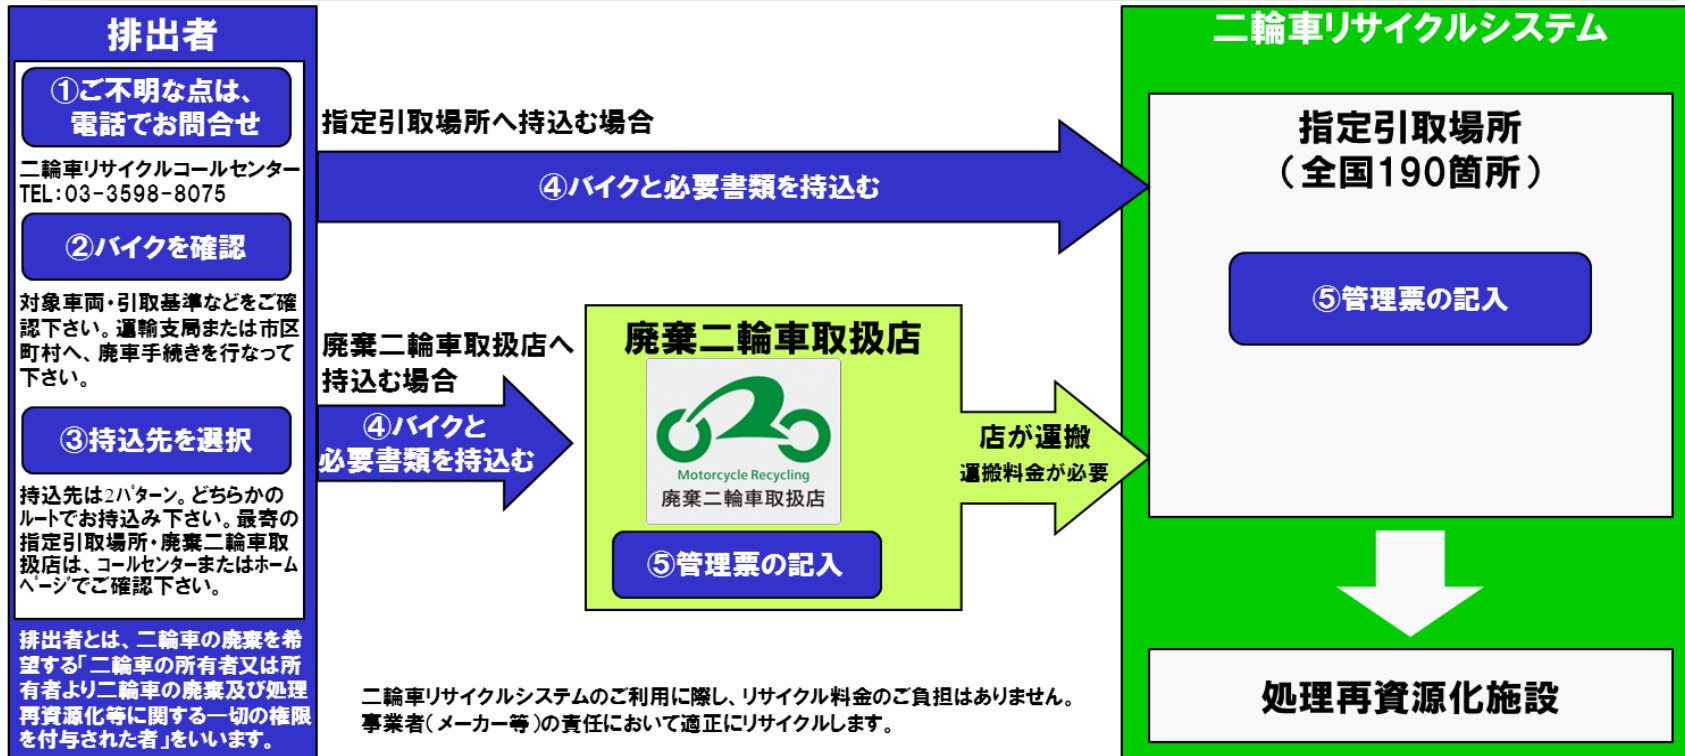 排出者
①ご不明な点は、
電話でお問合せ
二輪車リサイクルコールセンター
TEL:03-3598-8075
②バイクを確認
対象車両・引取基準などをご確
認下さい。運輸支局または市区
町村へ、廃車手続きを行なって
下さい。
③持込先を選択
持込先は2パターン。どちらかの
ルートでお持込み下さい。最寄の
指定引取場所・廃棄二輪車取
扱店は、コールセンターまたはホーム
ページでご確認下さい。
排出者とは、二輪車の廃棄を希
望する「二輪車の所有者又は所
有者より二輪車の廃棄及び処理
再資源化等に関する一切の権限
を付与された者」をいいます。
指定引取場所へ持込む場合
④バイクと必要書類を持込む
廃棄二輪車取扱店へ
持込む場合
④バイクと
必要書類を持込む
廃棄二輪車取扱店
Motorcycle Recycling
廃棄二輪車取扱店
⑤管理票の記入
店が運搬
運搬料金が必要
二輪車リサイクルシステム
指定引取場所
（全国190箇所）
⑤管理票の記入
処理再資源化施設
二輪車リサイクルシステムのご利用に際し、リサイクル料金のご負担はありません。
事業者（メーカー等）の責任において適正にリサイクルします。